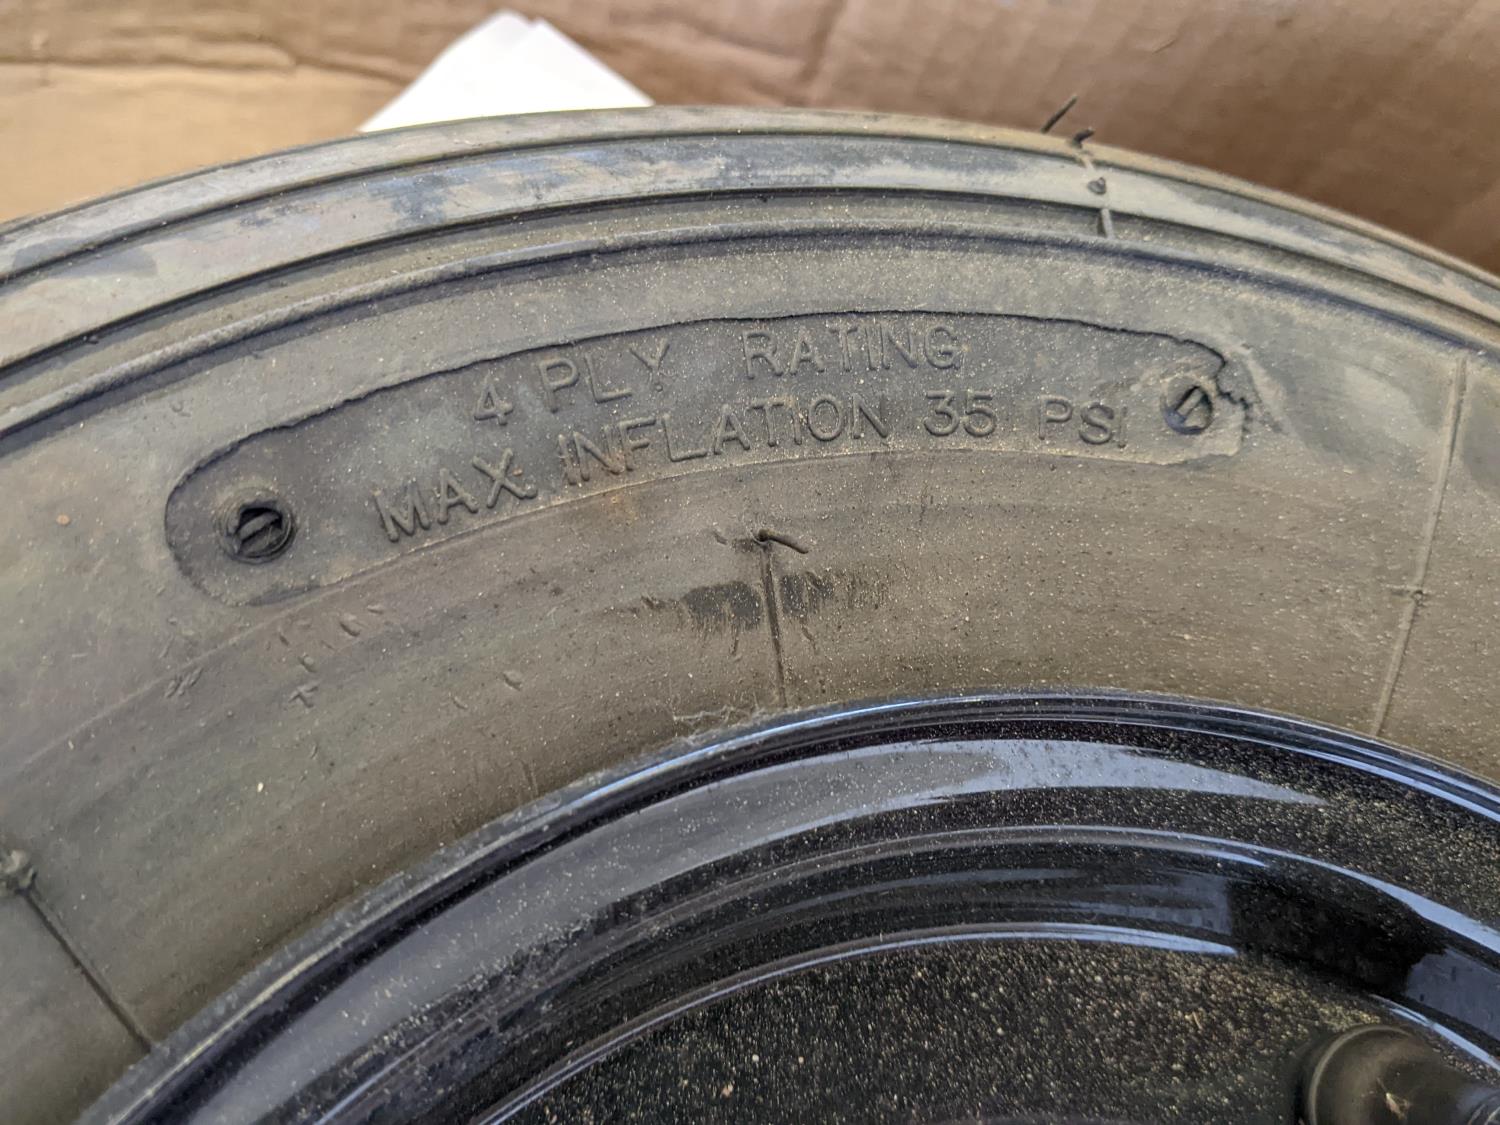 4 PLY RATING
MAX. INFLATION 35 PSI